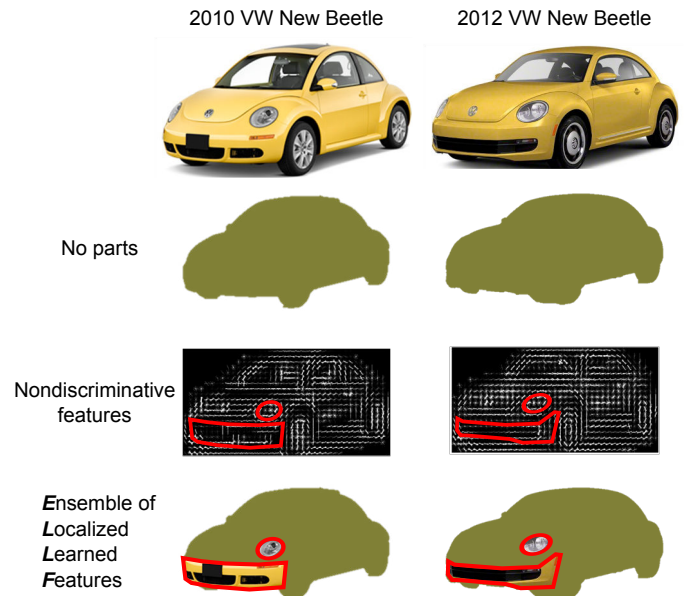 2010 VW New Beetle
2012 VW New Beetle
No parts
Nondiscriminative
features
Ensemble of
Localized
Learned
Features